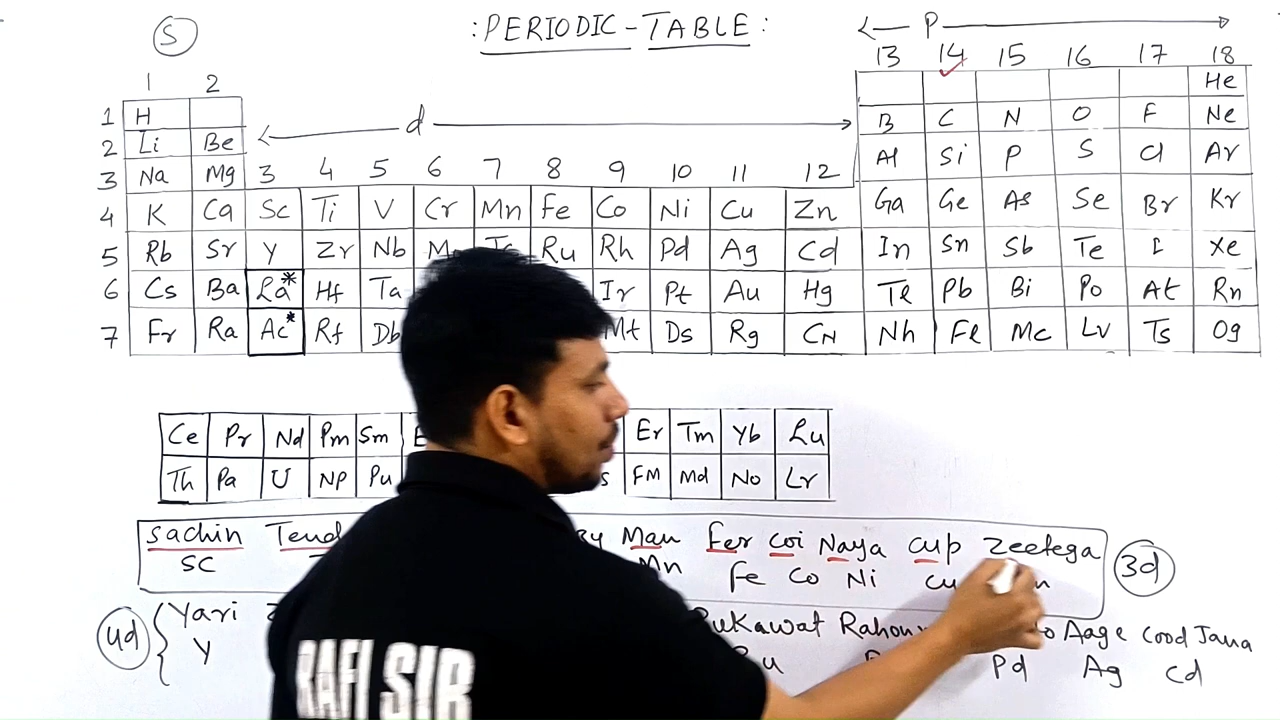 S :PERIODIC-TABLE: P
13 14 15 16 17 18
1 2 He
1 H
d B C N O F Ne
2 Li Be
Al Si P S Cl Ar
3 Na Mg 3 4 5 6 7 8 9 10 11 12
4 K Ca Sc Ti V Cr Mn Fe Co Ni Cu Zn Ga Ge As Se Br Kr
5 Rb Sr Y Zr Nb Ru Rh Pd Ag Cd In Sn Sb Te I Xe
6 Cs Ba La* Hf Ta Ir Pt Au Hg Tl Pb Bi Po At Rn
7 Fr Ra Ac* Rf Db Mt Ds Rg CN Nh Fl Mc Lv Ts Og
Ce Pr Nd Pm Sm Er Tm Yb Lu
Th Pa U NP Pu FM Md No Lr
Sachin Man Fer Coi Naya Cup Zeetega
3d
SC Mn Fe Co Ni Cu
Yari Rukawat Aage Cood Jana
4d
Y Ru Pd Ag Cd
RAFI SIR